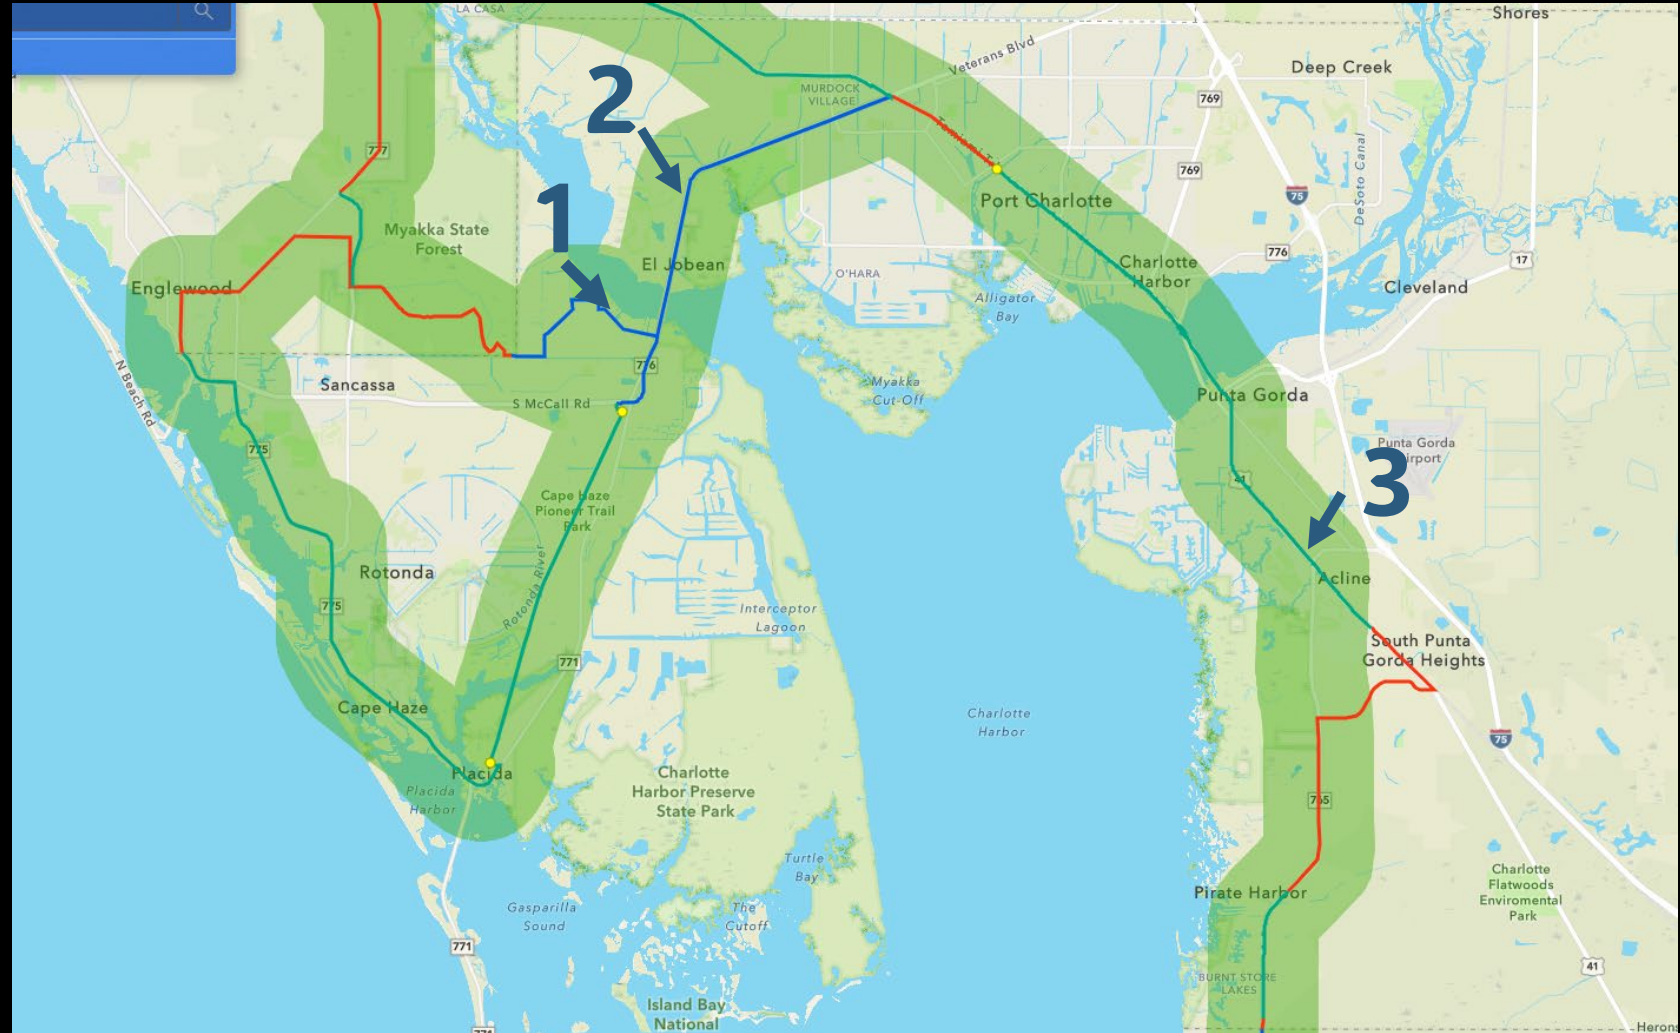 LA CASA
Shores
Veterans Blvd
Deep Creek
2
MURDOCK
VILLAGE
769
Tamiami Tr
777
769
DeSoto Canal
75
Port Charlotte
1
Myakka State
Forest
776
El Jobean
17
O'HARA
Charlotte
Harbor
Englewood
Cleveland
Alligator
Bay
N Beach Rd
776
Sancassa
Myakka
Cut-Off
Punta Gorda
S McCall Rd
775
Punta Gorda
Airport
3
41
Cape Haze
Pioneer Trail
Park
Rotonda
Acline
Rotonda River
775
Interceptor
Lagoon
South Punta
Gorda Heights
771
Cape Haze
Charlotte
Harbor
75
Placida
Charlotte
Harbor Preserve
State Park
Placida
Harbor
765
Turtle
Bay
Charlotte
Flatwoods
Enviromental
Park
Pirate Harbor
Gasparilla
Sound
The
Cutoff
771
41
BURNT STORE
LAKES
Island Bay
National
771
Heron